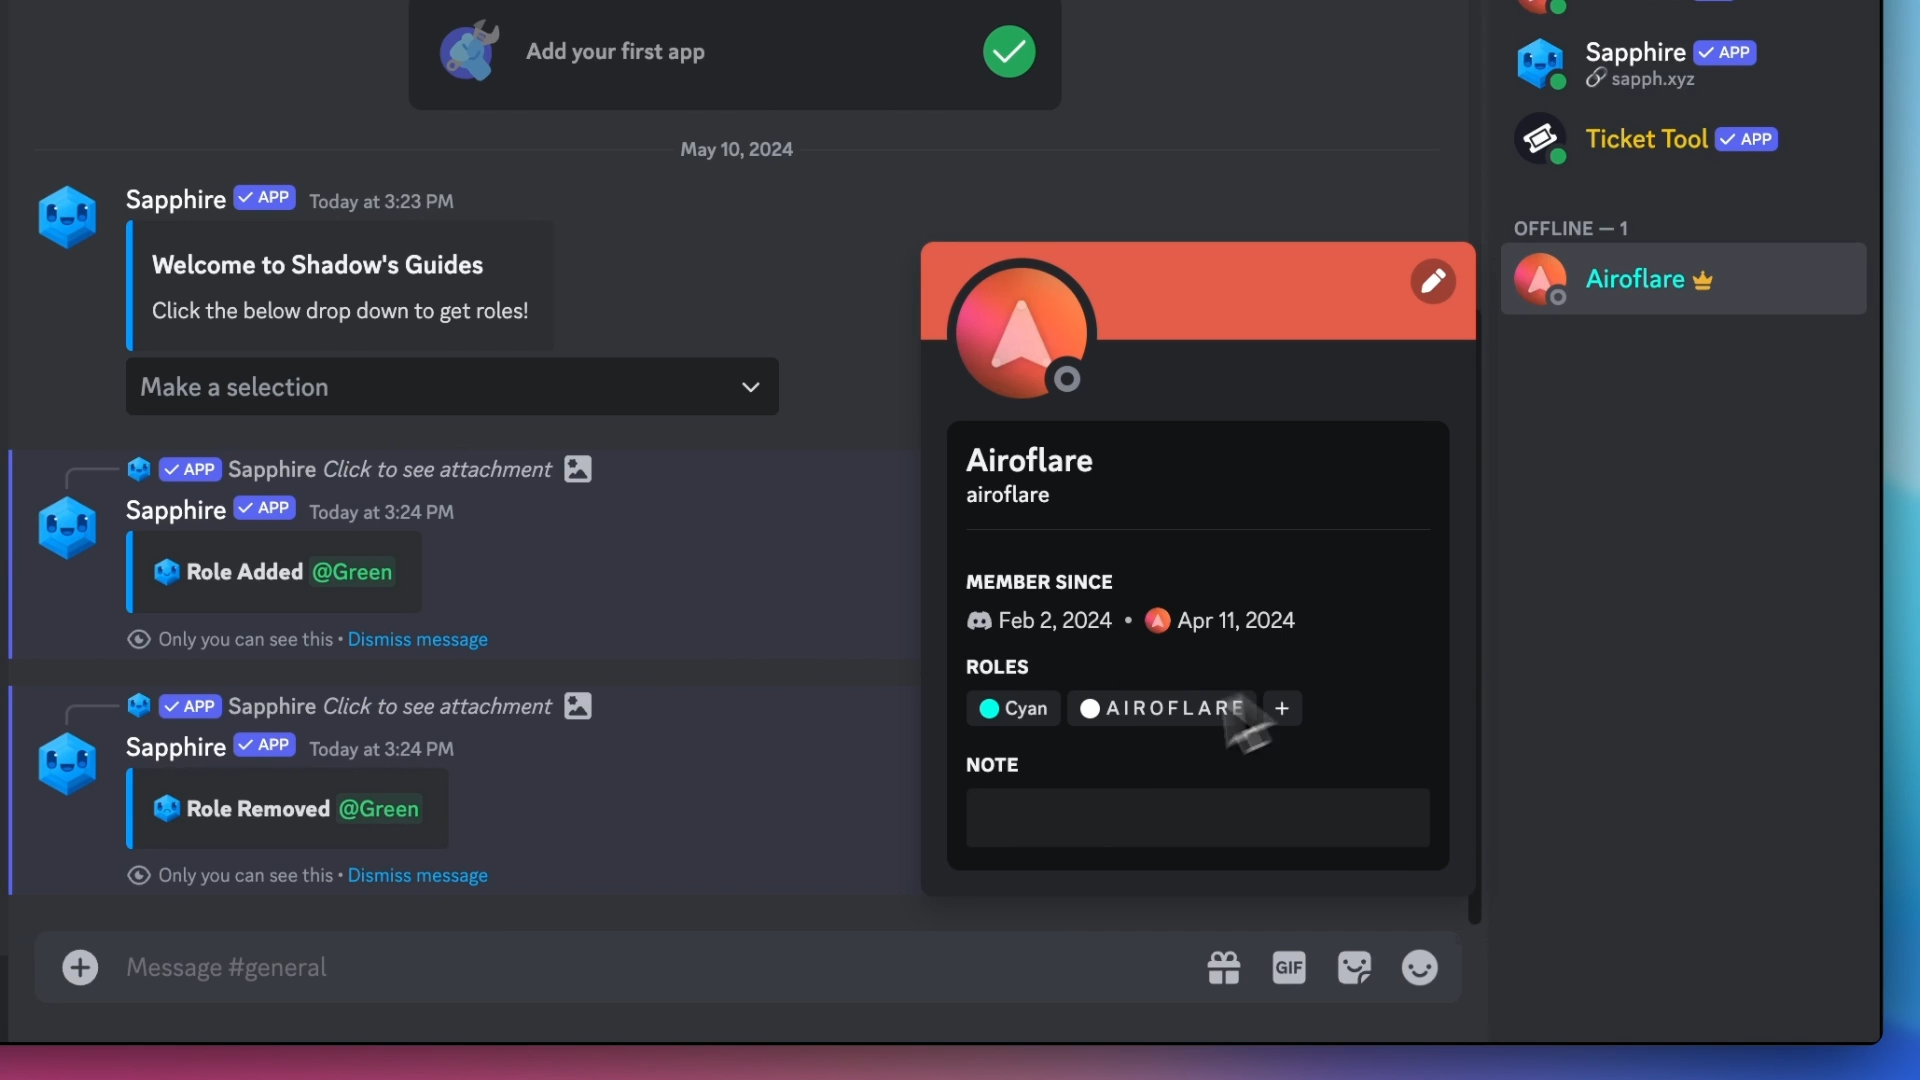 Add your first app
May 10, 2024
Sapphire APP Today at 3:23 PM
Welcome to Shadow's Guides
Click the below drop down to get roles!
Make a selection
APP Sapphire Click to see attachment
Sapphire APP Today at 3:24 PM
Role Added @Green
Only you can see this • Dismiss message
APP Sapphire Click to see attachment
Sapphire APP Today at 3:24 PM
Role Removed @Green
Only you can see this • Dismiss message
Message #general
GIF
Airoflare
airoflare
MEMBER SINCE
Feb 2, 2024 • Apr 11, 2024
ROLES
Cyan AIROFLARE +
NOTE
Sapphire APP
sapph.xyz
Ticket Tool APP
OFFLINE — 1
Airoflare